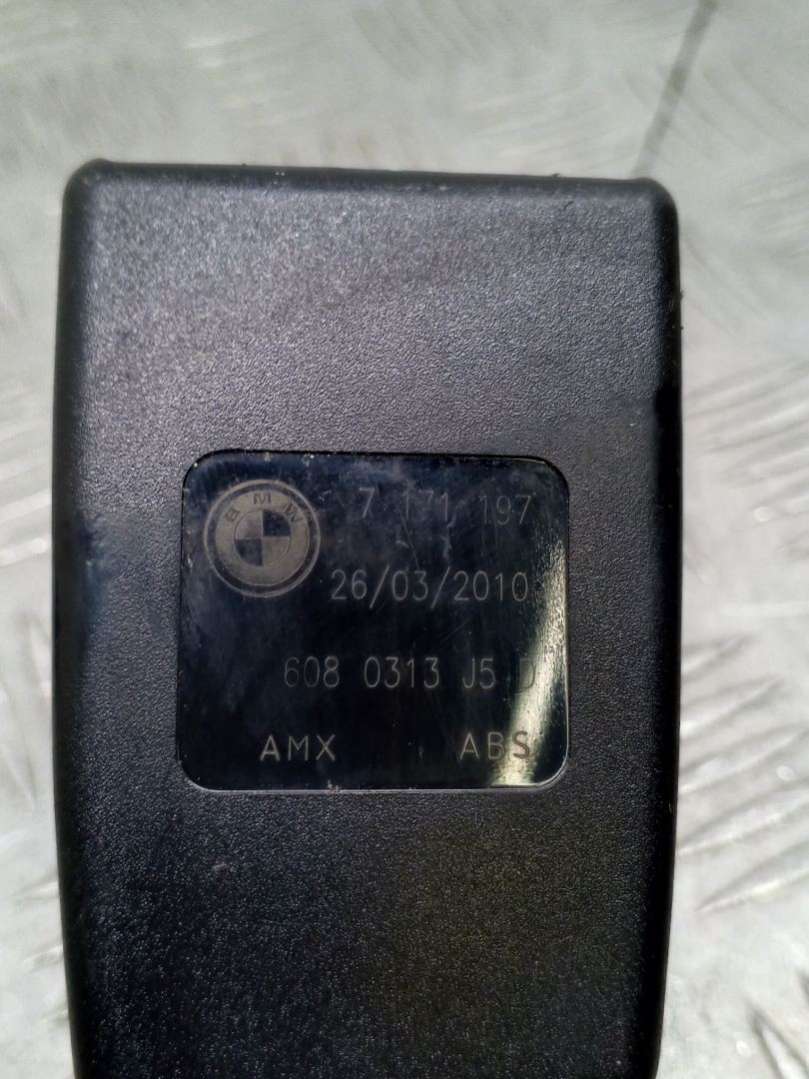 BMW
7 171 197
26/03/2010
608 0313 J5 D
AMX ABS